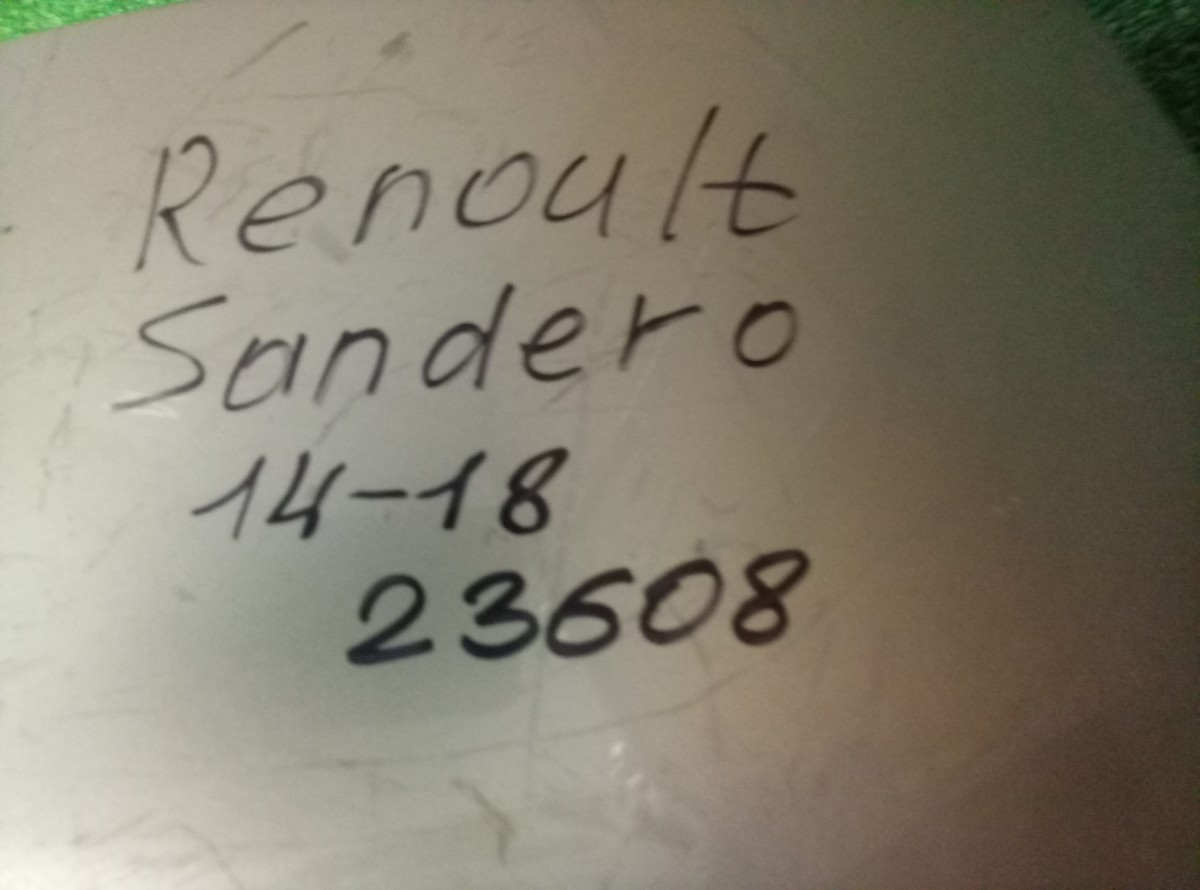 Renoult
Sandero
14-18
23608